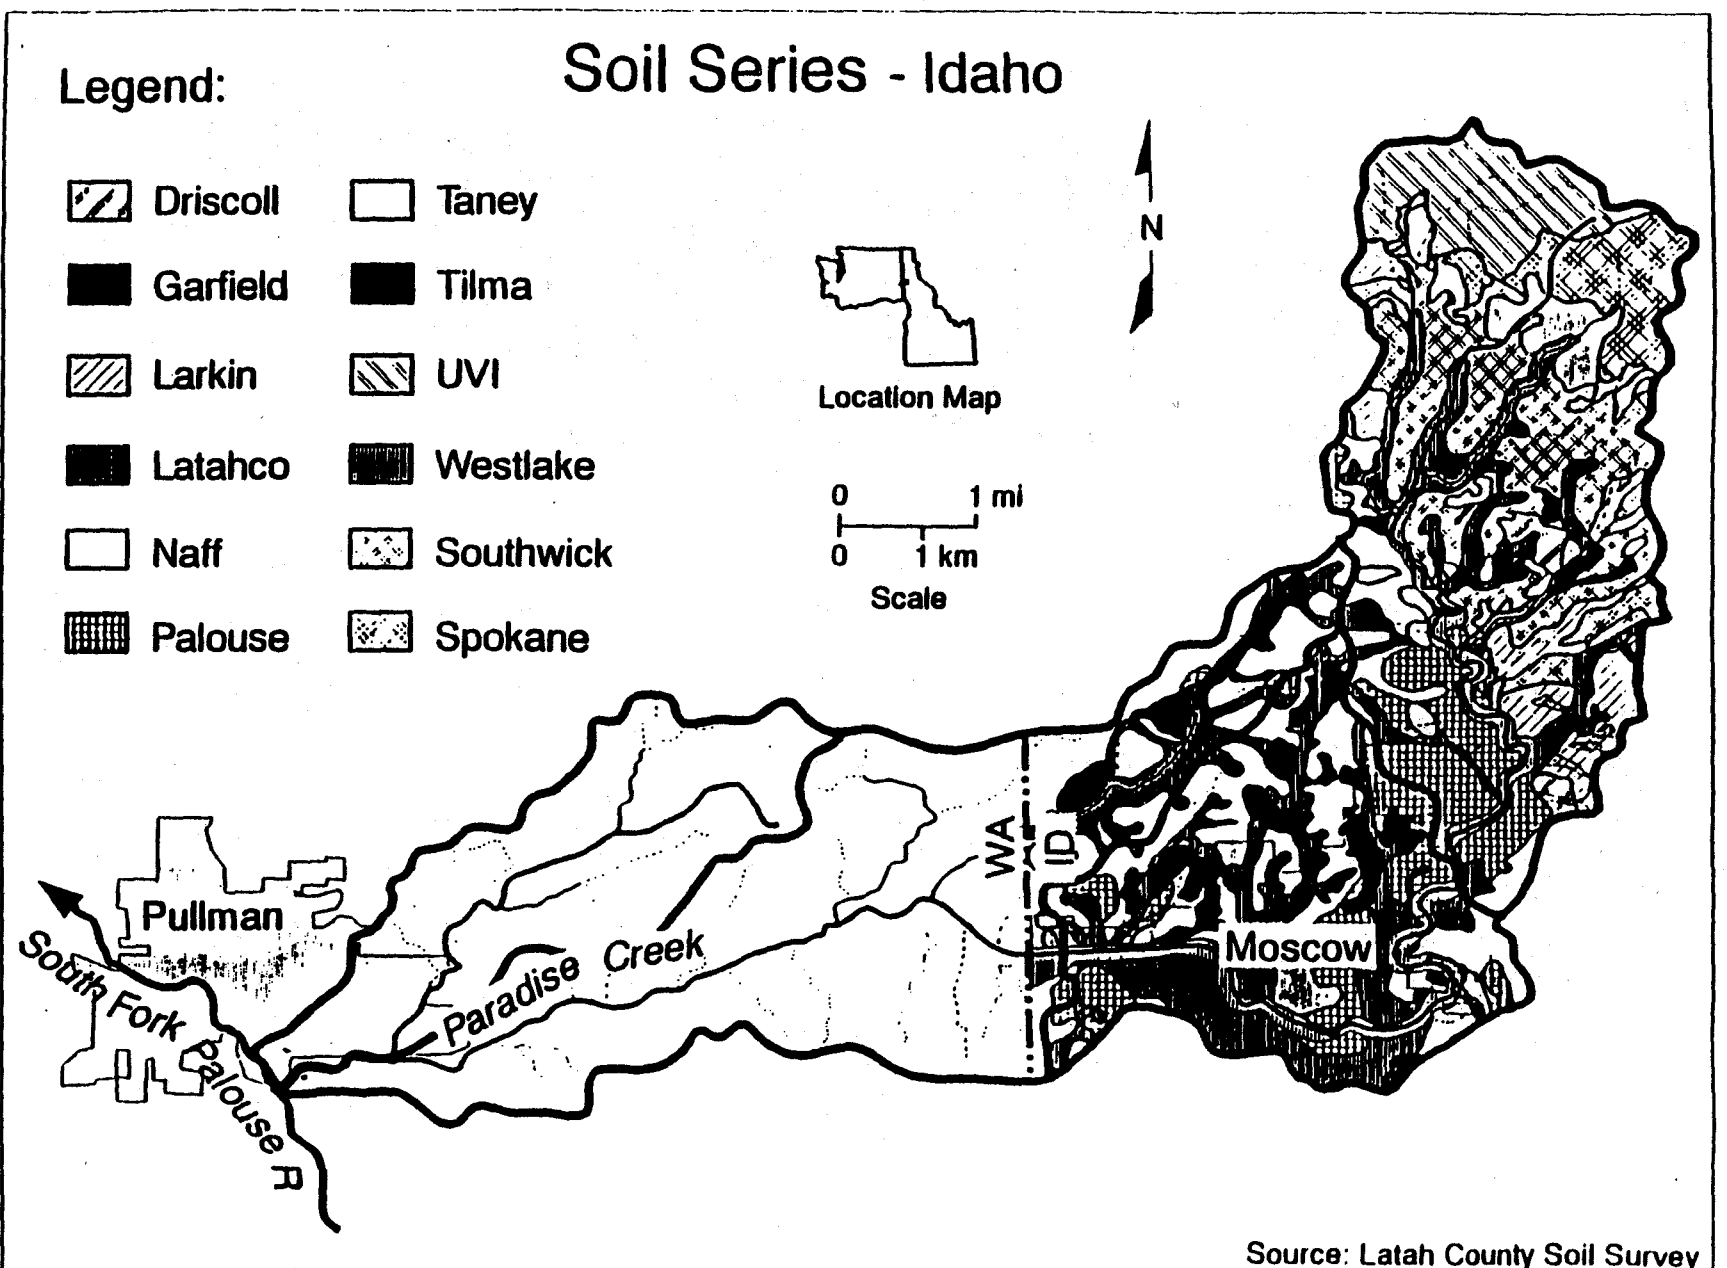 Soil Series - Idaho
Legend:
Driscoll
Garfield
Larkin
Latahco
Naff
Palouse
Taney
Tilma
UVI
Westlake
Southwick
Spokane
N
Location Map
0 1 mi
0 1 km
Scale
WA
ID
Pullman
Moscow
Paradise Creek
South Fork Palouse R
Source: Latah County Soil Survey